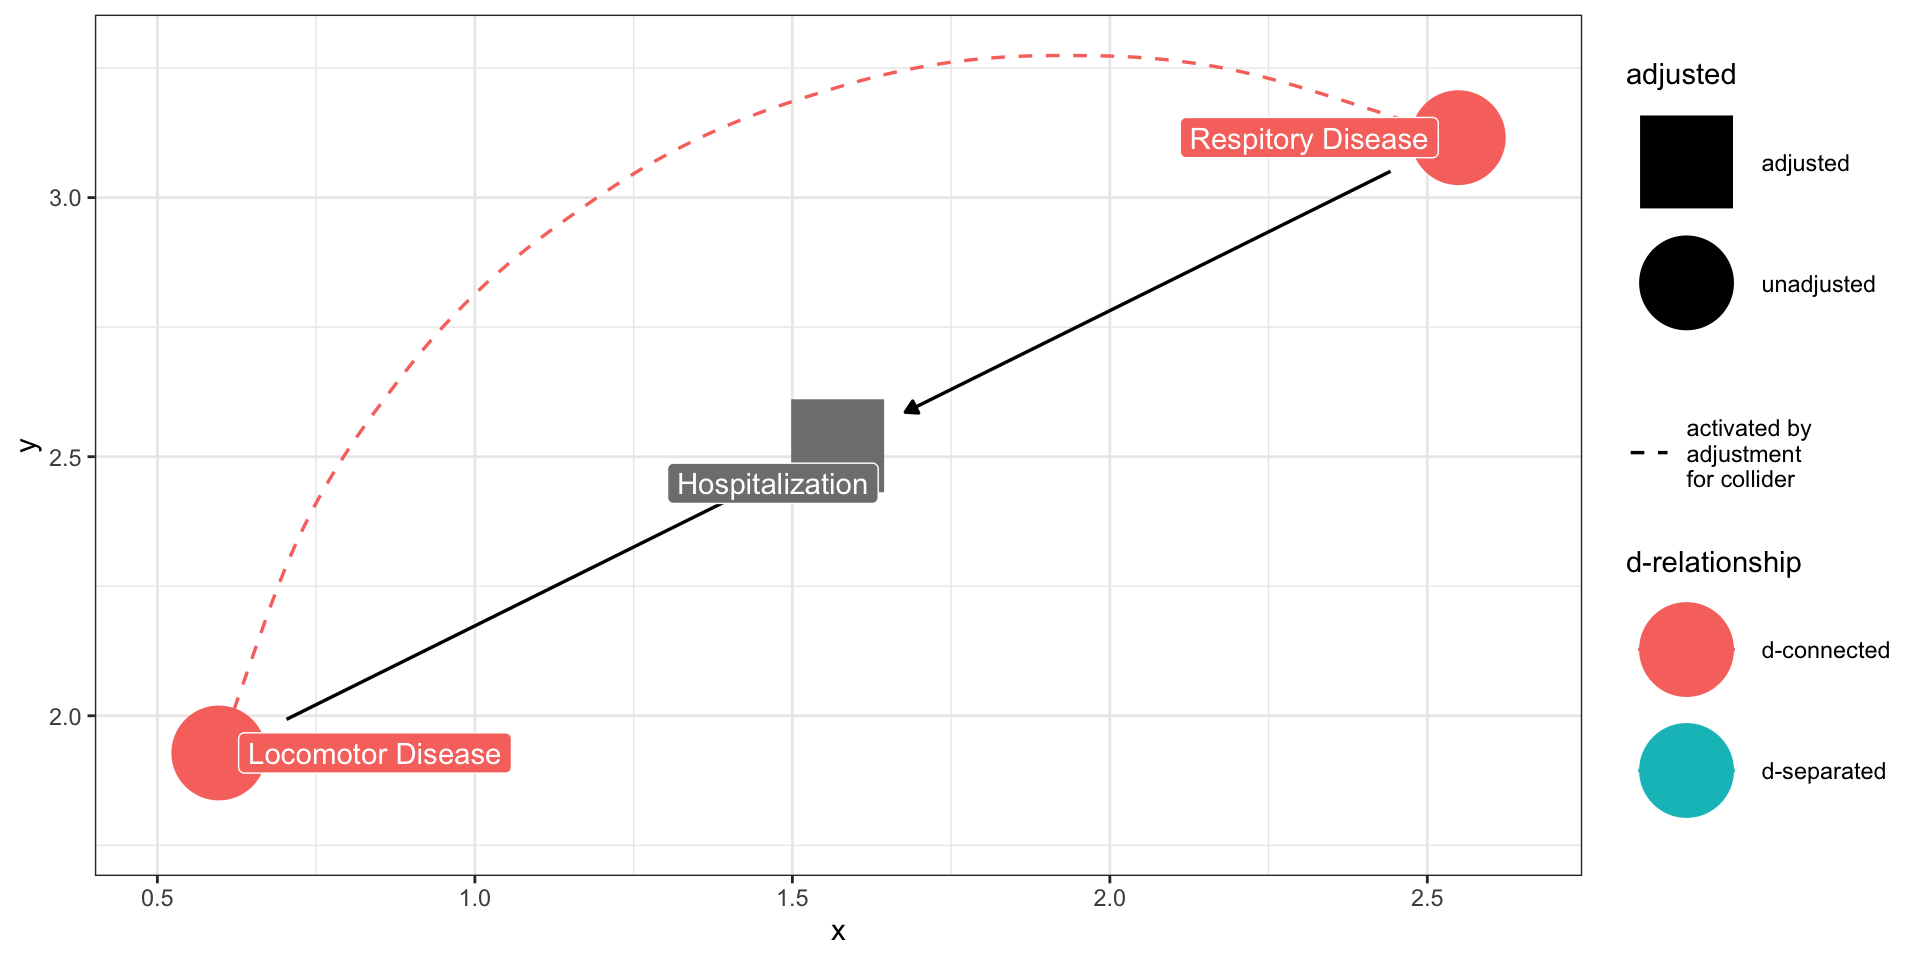 3.0
2.5
2.0
y
0.5
1.0
1.5
2.0
2.5
x
Respitory Disease
Hospitalization
Locomotor Disease
adjusted
adjusted
unadjusted
activated by
adjustment
for collider
d-relationship
d-connected
d-separated